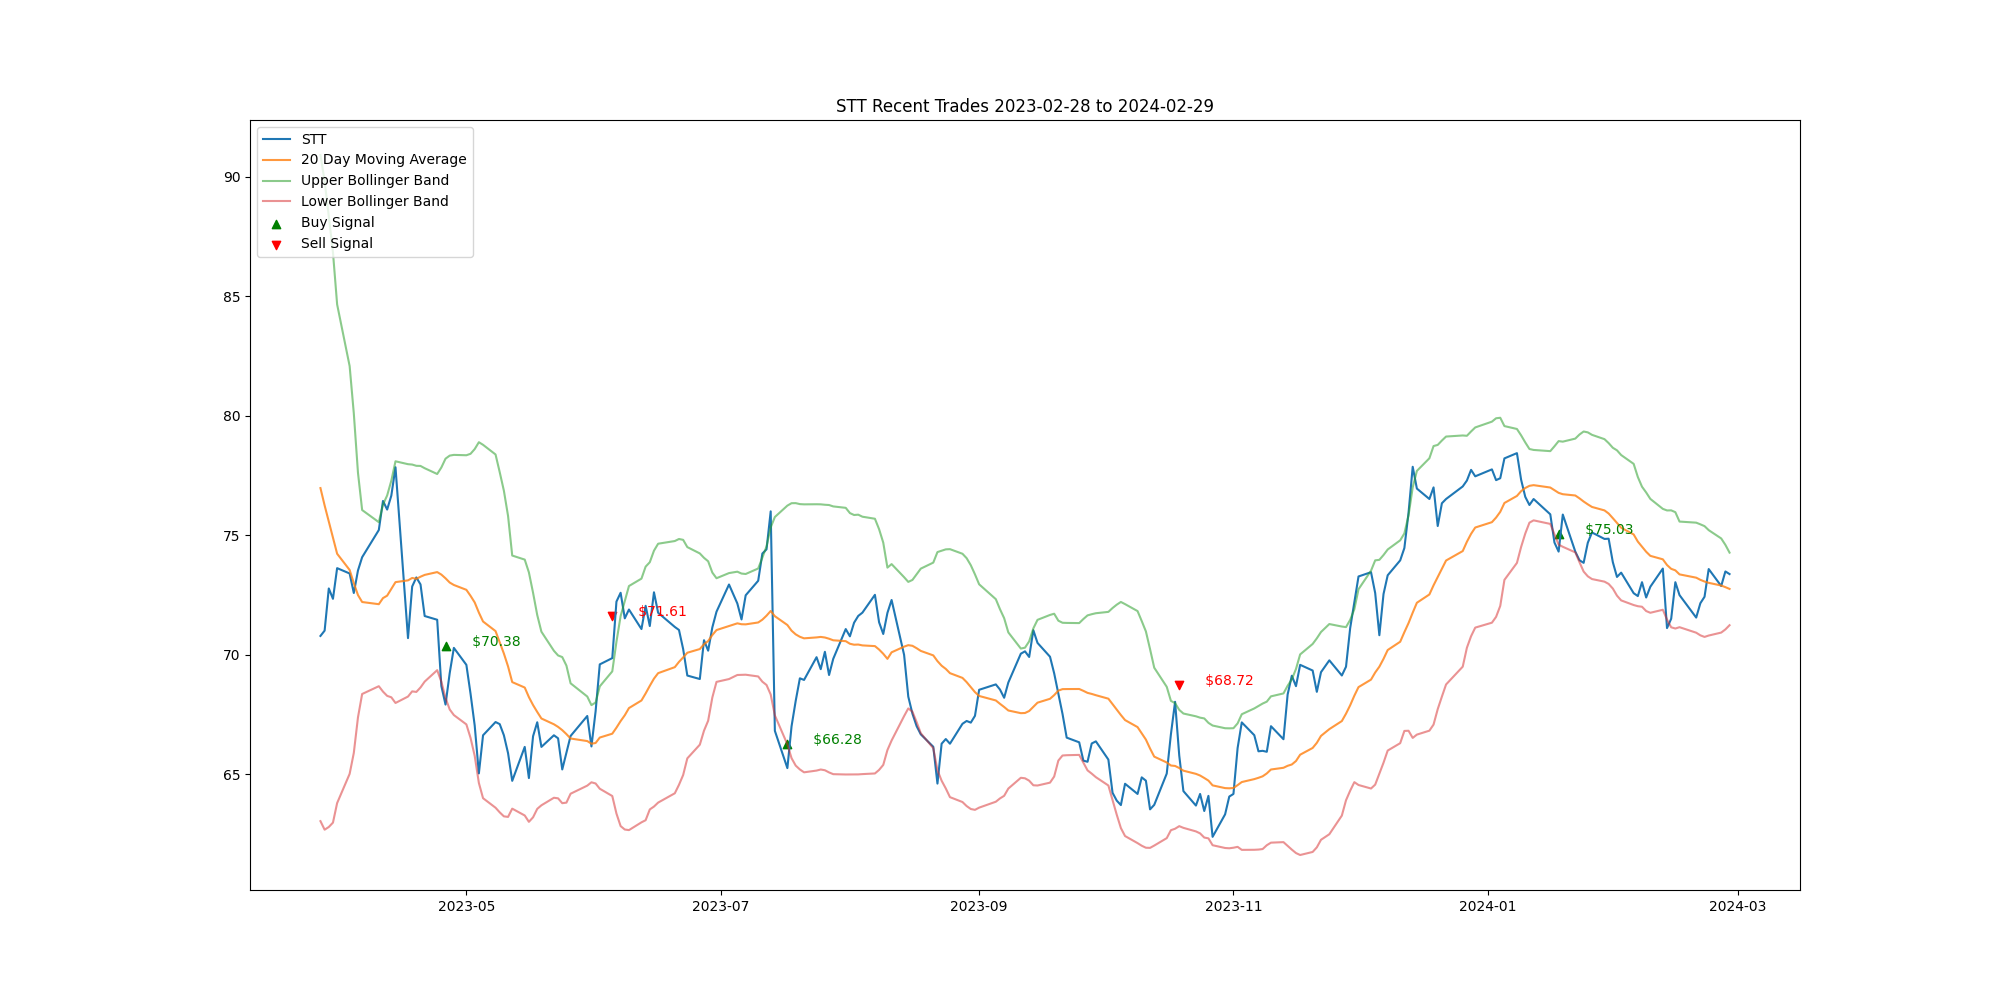 STT Recent Trades 2023-02-28 to 2024-02-29
STT
20 Day Moving Average
Upper Bollinger Band
Lower Bollinger Band
Buy Signal
Sell Signal
90
85
80
75
70
65
$70.38
$71.61
$66.28
$68.72
$75.03
2023-05
2023-07
2023-09
2023-11
2024-01
2024-03